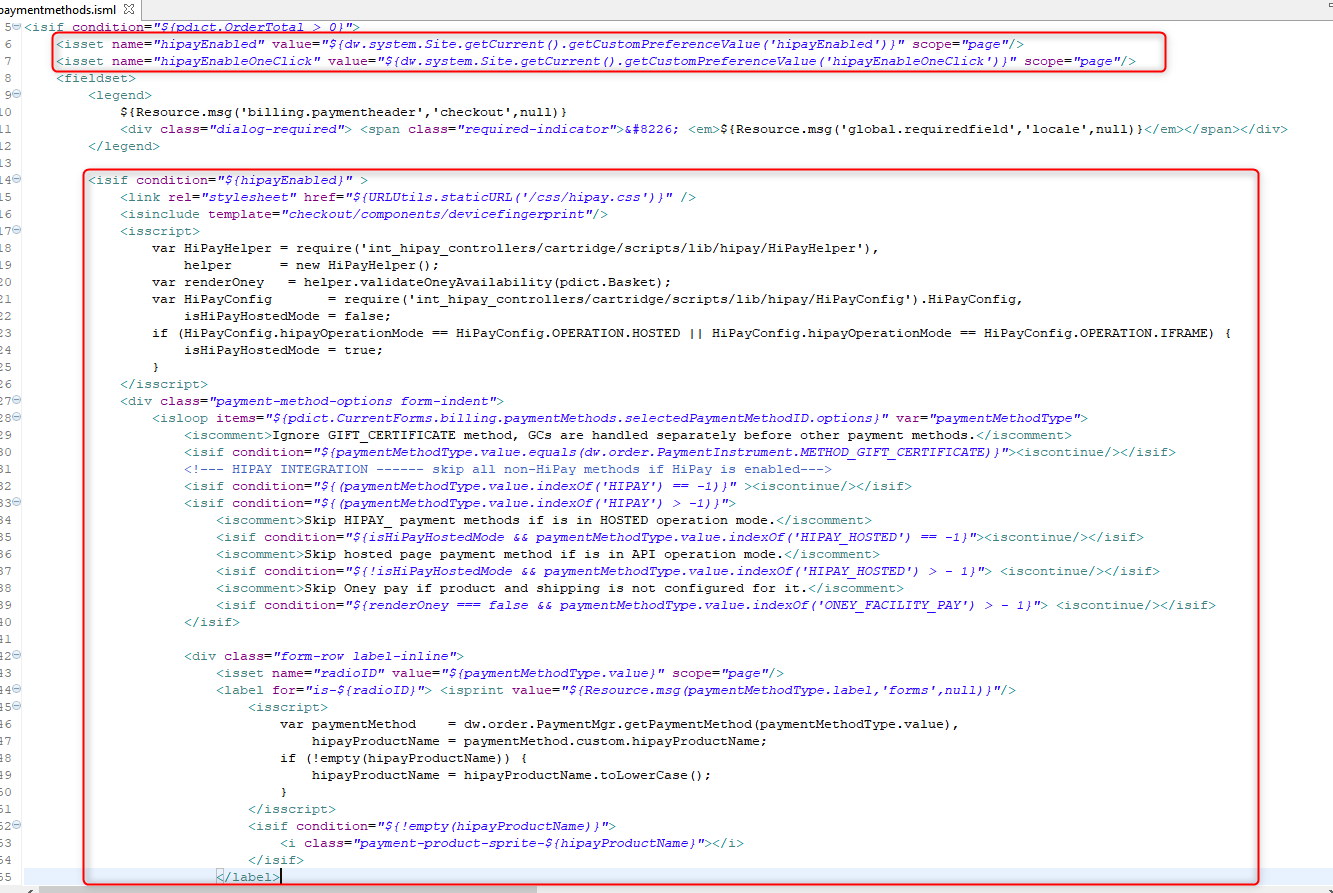 paymentmethods.isml
5 <isif condition="${pdict.OrderTotal > 0}">
6 <isset name="hipayEnabled" value="${dw.system.Site.getCurrent().getCustomPreferenceValue('hipayEnabled')}" scope="page"/>
7 <isset name="hipayEnableOneClick" value="${dw.system.Site.getCurrent().getCustomPreferenceValue('hipayEnableOneClick')}" scope="page"/>
8 <fieldset>
9 <legend>
10 ${Resource.msg('billing.paymentheader','checkout',null)}
11 <div class="dialog-required"> <span class="required-indicator">&#8226; <em>${Resource.msg('global.requiredfield','locale',null)}</em></span></div>
12 </legend>
13
14 <isif condition="${hipayEnabled}" >
15 <link rel="stylesheet" href="${URLUtils.staticURL('/css/hipay.css')}" />
16 <isinclude template="checkout/components/devicefingerprint"/>
17 <isscript>
18 var HiPayHelper = require('int_hipay_controllers/cartridge/scripts/lib/hipay/HiPayHelper'),
19 helper = new HiPayHelper();
20 var renderOney = helper.validateOneyAvailability(pdict.Basket);
21 var HiPayConfig = require('int_hipay_controllers/cartridge/scripts/lib/hipay/HiPayConfig').HiPayConfig,
22 isHiPayHostedMode = false;
23 if (HiPayConfig.hipayOperationMode == HiPayConfig.OPERATION.HOSTED || HiPayConfig.hipayOperationMode == HiPayConfig.OPERATION.IFRAME) {
24 isHiPayHostedMode = true;
25 }
26 </isscript>
27 <div class="payment-method-options form-indent">
28 <isloop items="${pdict.CurrentForms.billing.paymentMethods.selectedPaymentMethodID.options}" var="paymentMethodType">
29 <iscomment>Ignore GIFT_CERTIFICATE method, GCs are handled separately before other payment methods.</iscomment>
30 <isif condition="${paymentMethodType.value.equals(dw.order.PaymentInstrument.METHOD_GIFT_CERTIFICATE)}"><iscontinue/></isif>
31 <!--- HIPAY INTEGRATION ------ skip all non-HiPay methods if HiPay is enabled--->
32 <isif condition="${(paymentMethodType.value.indexOf('HIPAY') == -1)}" ><iscontinue/></isif>
33 <isif condition="${(paymentMethodType.value.indexOf('HIPAY') > -1)}">
34 <iscomment>Skip HIPAY_ payment methods if is in HOSTED operation mode.</iscomment>
35 <isif condition="${isHiPayHostedMode && paymentMethodType.value.indexOf('HIPAY_HOSTED') == -1}"><iscontinue/></isif>
36 <iscomment>Skip hosted page payment method if is in API operation mode.</iscomment>
37 <isif condition="${!isHiPayHostedMode && paymentMethodType.value.indexOf('HIPAY_HOSTED') > - 1}"> <iscontinue/></isif>
38 <iscomment>Skip Oney pay if product and shipping is not configured for it.</iscomment>
39 <isif condition="${renderOney === false && paymentMethodType.value.indexOf('ONEY_FACILITY_PAY') > - 1}"> <iscontinue/></isif>
40 </isif>
41
42 <div class="form-row label-inline">
43 <isset name="radioID" value="${paymentMethodType.value}" scope="page"/>
44 <label for="is-${radioID}"> <isprint value="${Resource.msg(paymentMethodType.label,'forms',null)}"/>
45 <isscript>
46 var paymentMethod = dw.order.PaymentMgr.getPaymentMethod(paymentMethodType.value),
47 hipayProductName = paymentMethod.custom.hipayProductName;
48 if (!empty(hipayProductName)) {
49 hipayProductName = hipayProductName.toLowerCase();
50 }
51 </isscript>
52 <isif condition="${!empty(hipayProductName)}">
53 <i class="payment-product-sprite-${hipayProductName}"></i>
54 </isif>
55 </label>